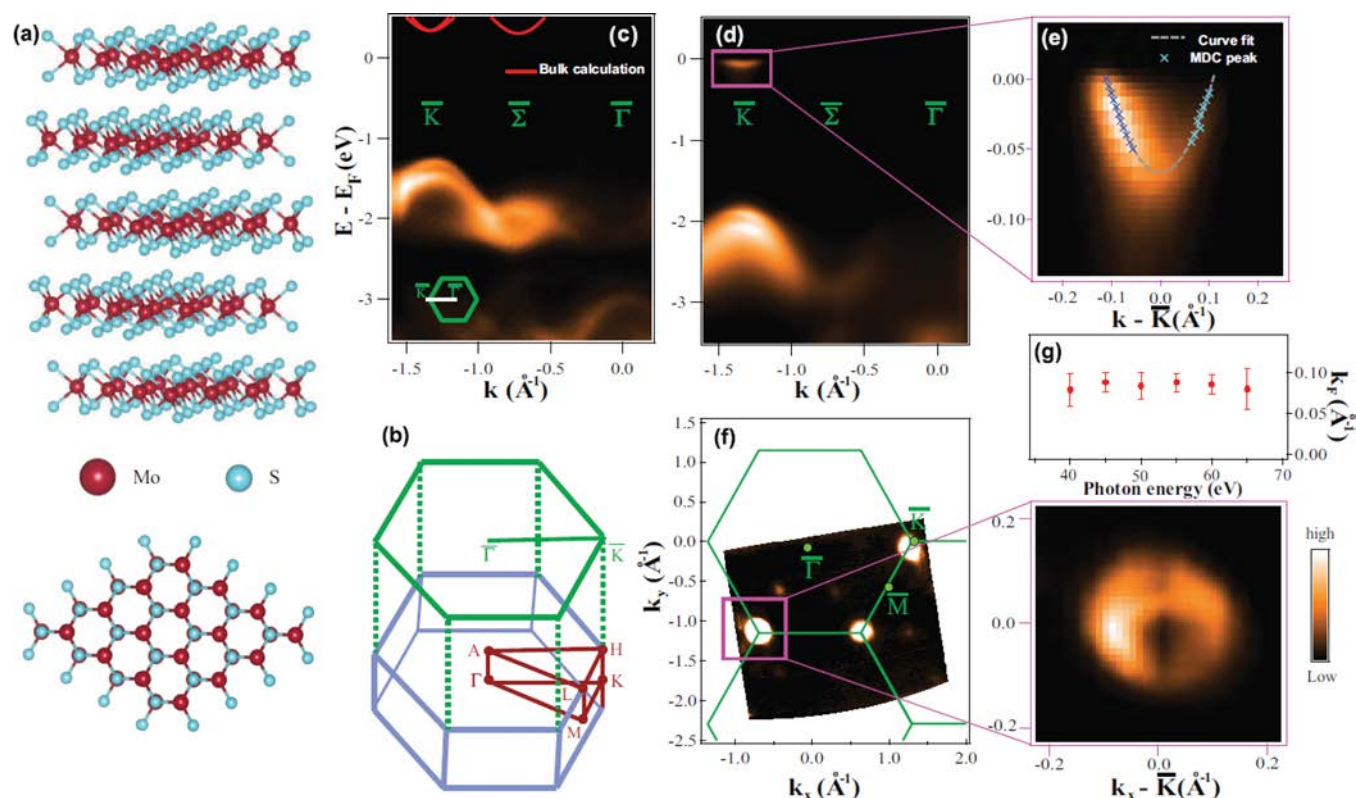 (a)
Mo
S
(c)
Bulk calculation
K̅
Σ̅
Γ̅
E - E_F (eV)
0
-1
-2
-3
K̅
Γ̅
-1.5
-1.0
-0.5
0.0
k (Å⁻¹)
(d)
K̅
Σ̅
Γ̅
0
-1
-2
-3
-1.5
-1.0
-0.5
0.0
k (Å⁻¹)
(e)
Curve fit
MDC peak
0.00
-0.05
-0.10
-0.2
-0.1
0.0
0.1
0.2
k - K̅(Å⁻¹)
(b)
Γ̅
K̅
A
H
Γ
K
L
M
(f)
K̅
Γ̅
M̅
k_y (Å⁻¹)
1.5
1.0
0.5
0.0
-0.5
-1.0
-1.5
-2.0
-2.5
-1.0
0.0
1.0
2.0
k_x (Å⁻¹)
(g)
0.10
0.05
0.00
k_F (Å⁻¹)
40
50
60
70
Photon energy (eV)
0.2
0.0
-0.2
-0.2
0.0
0.2
k_x - K̅(Å⁻¹)
high
Low